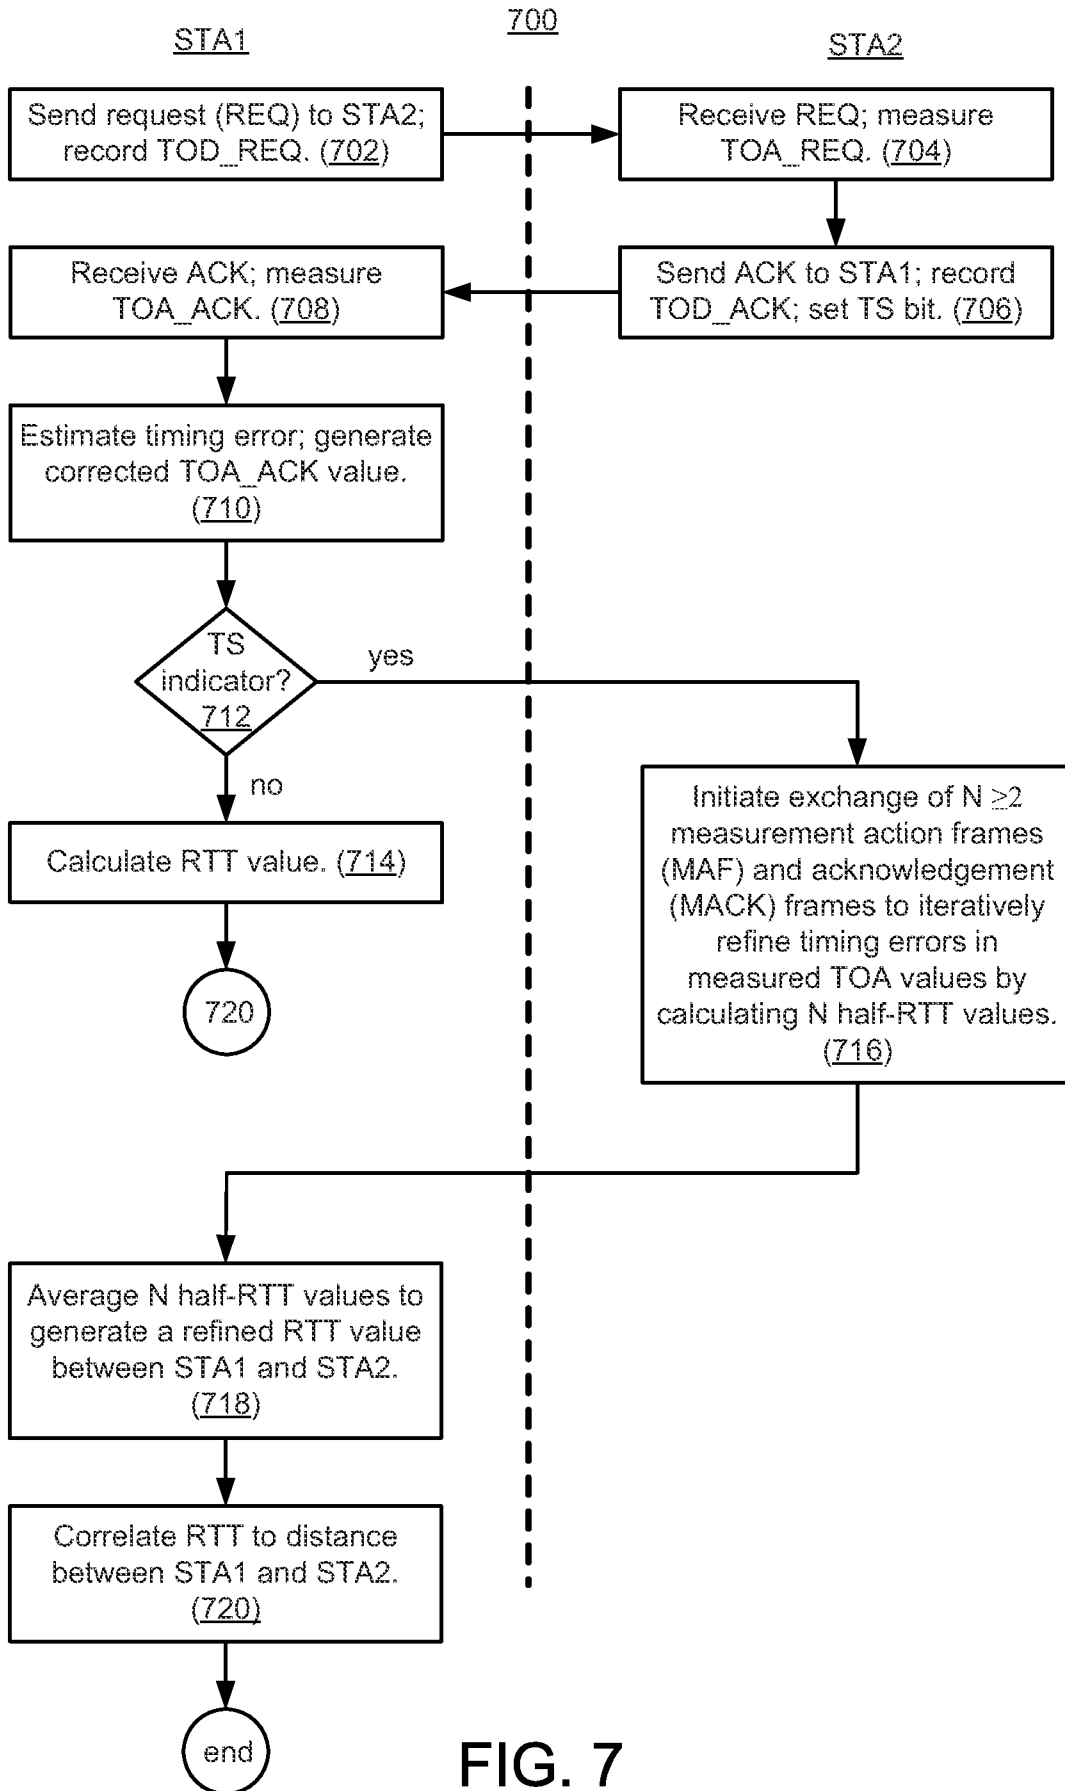 700
STA1
STA2
Send request (REQ) to STA2;
record TOD_REQ. (702)
Receive REQ; measure
TOA_REQ. (704)
Receive ACK; measure
TOA_ACK. (708)
Send ACK to STA1; record
TOD_ACK; set TS bit. (706)
Estimate timing error; generate
corrected TOA_ACK value.
(710)
TS
indicator?
712
yes
no
Calculate RTT value. (714)
720
Initiate exchange of N ≥2
measurement action frames
(MAF) and acknowledgement
(MACK) frames to iteratively
refine timing errors in
measured TOA values by
calculating N half-RTT values.
(716)
Average N half-RTT values to
generate a refined RTT value
between STA1 and STA2.
(718)
Correlate RTT to distance
between STA1 and STA2.
(720)
end
FIG. 7